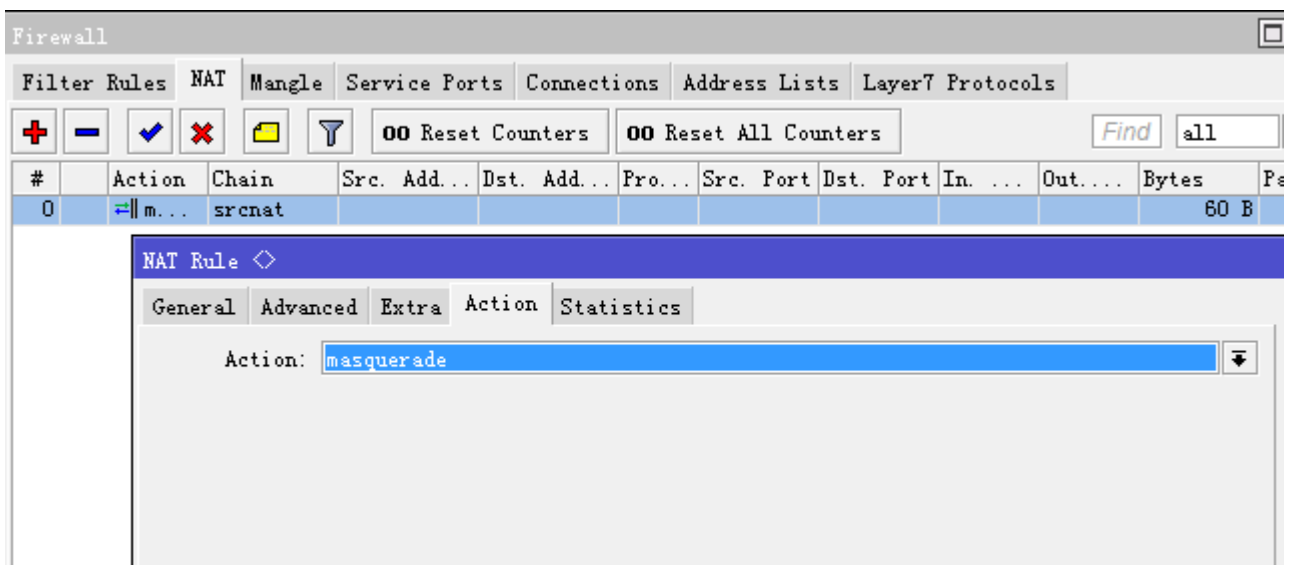 Firewall
Filter Rules NAT Mangle Service Ports Connections Address Lists Layer7 Protocols
00 Reset Counters 00 Reset All Counters Find all
# Action Chain Src. Add... Dst. Add... Pro... Src. Port Dst. Port In. ... Out.... Bytes Pa
0 m... srcnat 60 B
NAT Rule <>
General Advanced Extra Action Statistics
Action: masquerade